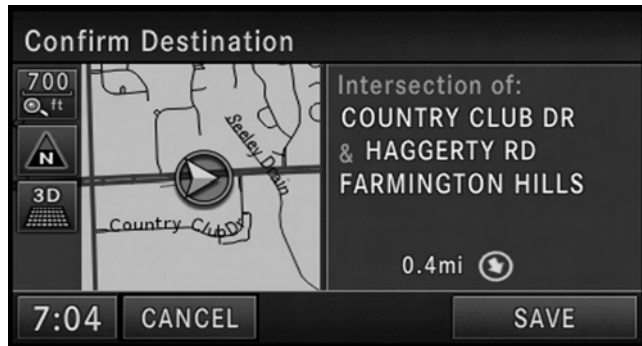 Confirm Destination
700
ft
N
3D
Seeley Drain
Country Club Dr
Intersection of:
COUNTRY CLUB DR
& HAGGERTY RD
FARMINGTON HILLS
0.4mi
7:04
CANCEL
SAVE